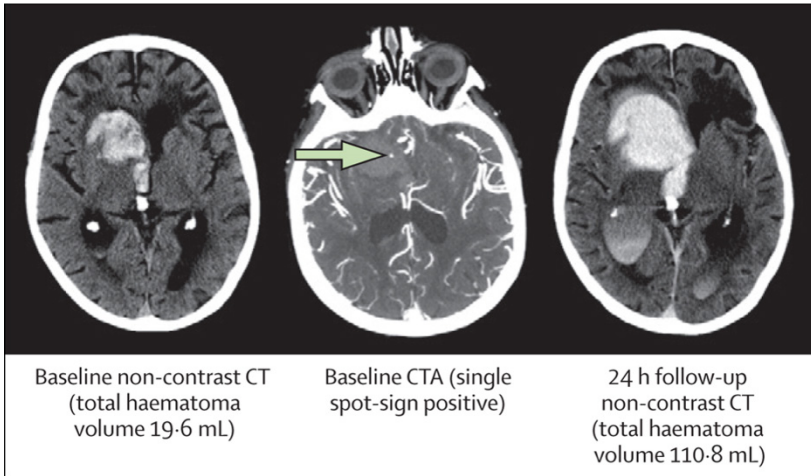 Baseline non-contrast CT
(total haematoma
volume 19·6 mL)
Baseline CTA (single
spot-sign positive)
24 h follow-up
non-contrast CT
(total haematoma
volume 110·8 mL)